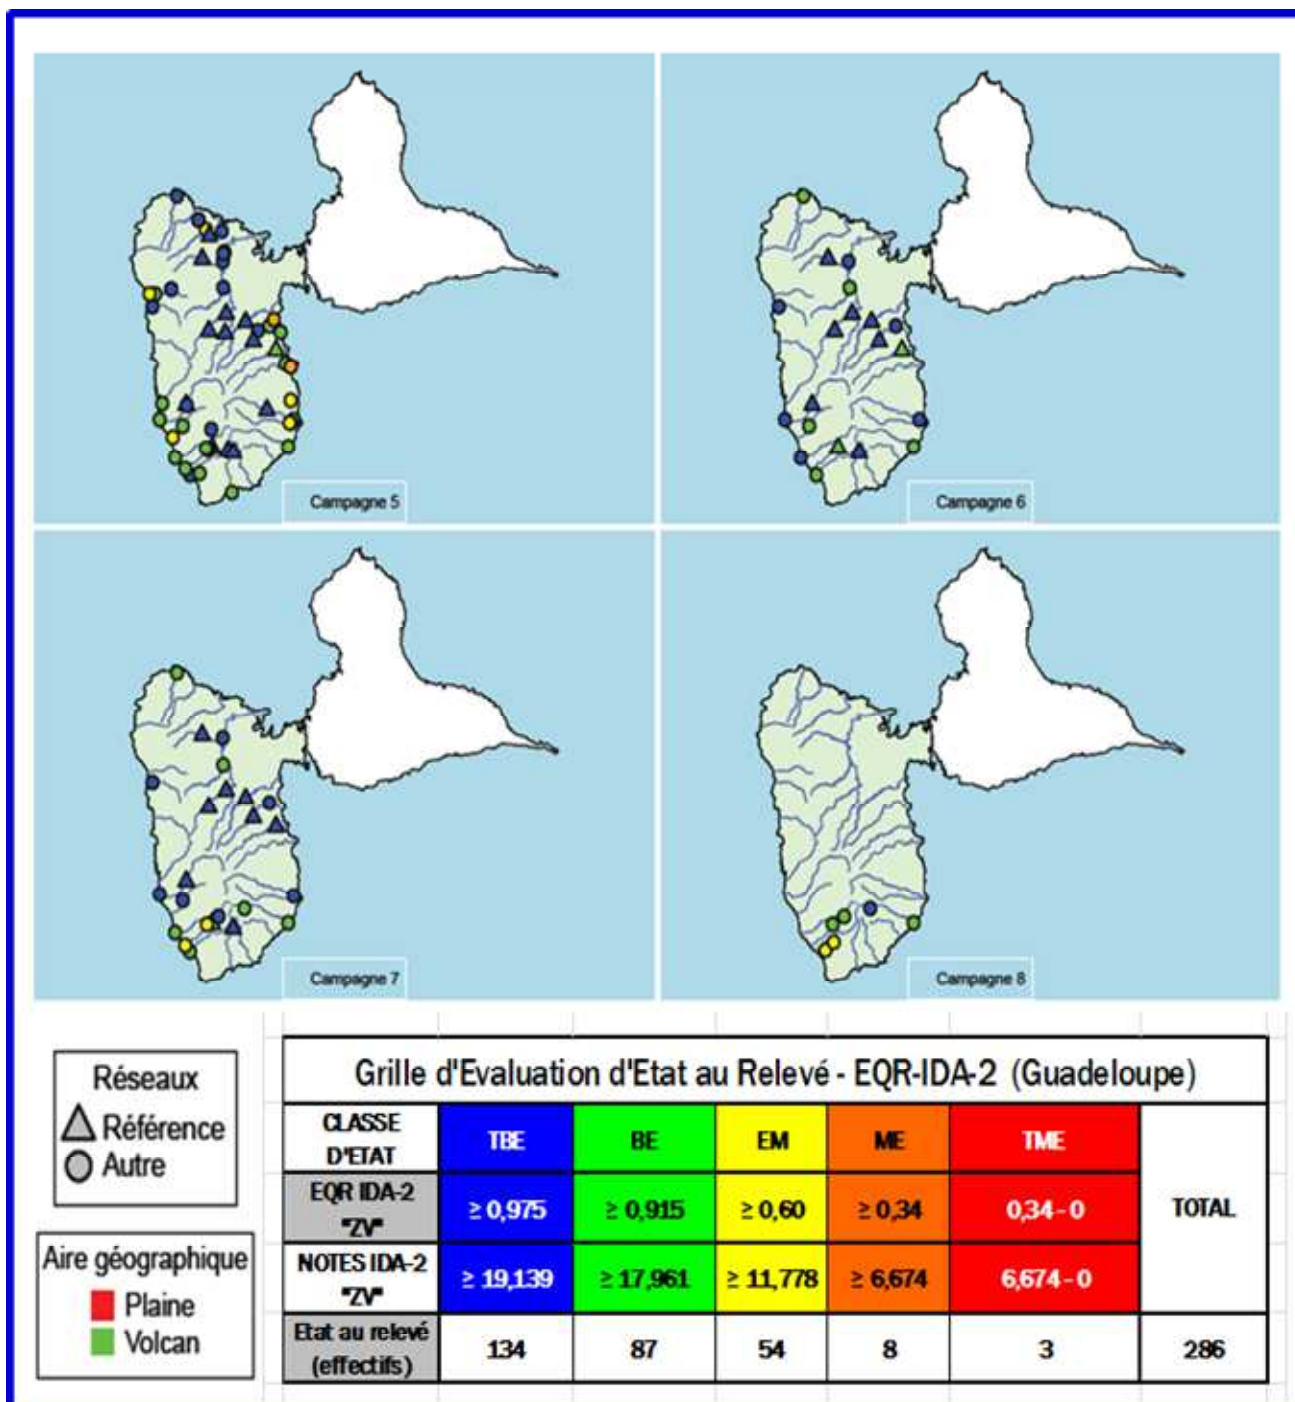 Campagne 5
Campagne 6
Campagne 7
Campagne 8
Réseaux
Référence
Autre
Aire géographique
Plaine
Volcan
Grille d'Evaluation d'Etat au Relevé - EQR-IDA-2 (Guadeloupe)
CLASSE D'ETAT TBE BE EM ME TME TOTAL
EQR IDA-2 "ZV" ≥ 0,975 ≥ 0,915 ≥ 0,60 ≥ 0,34 0,34 - 0
NOTES IDA-2 "ZV" ≥ 19,139 ≥ 17,961 ≥ 11,778 ≥ 6,674 6,674 - 0
Etat au relevé (effectifs) 134 87 54 8 3 286